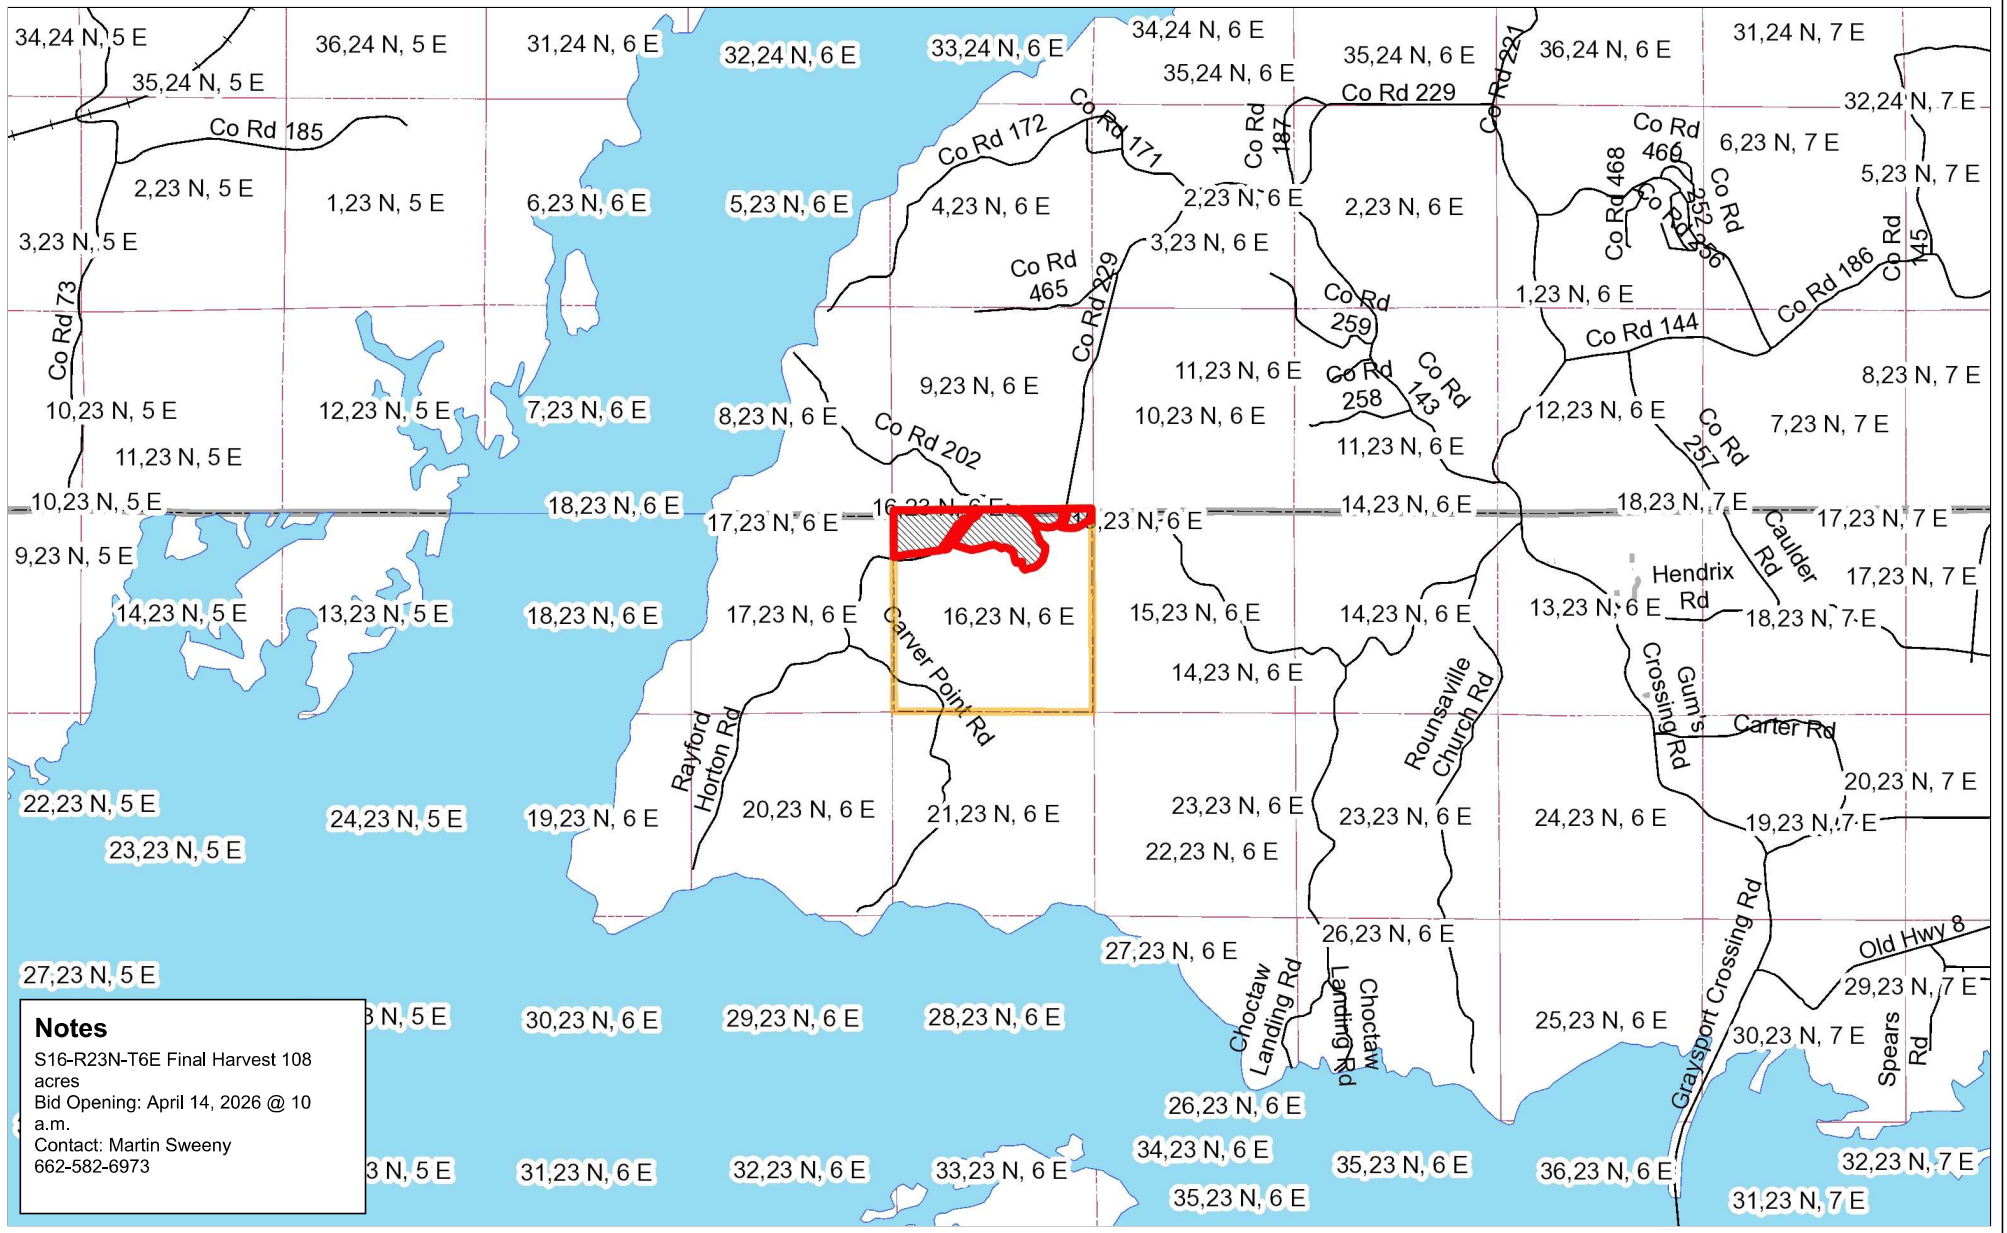 34,24 N, 5 E
36,24 N, 5 E
31,24 N, 6 E
32,24 N, 6 E
33,24 N, 6 E
34,24 N, 6 E
35,24 N, 6 E
35,24 N, 6 E
36,24 N, 6 E
31,24 N, 7 E
35,24 N, 5 E
32,24 N, 7 E
Co Rd 221
Co Rd 229
Co Rd 185
Co Rd 172
Co Rd 171
Co Rd
187
Co Rd
469
Co Rd 468
Co Rd
252
Co Rd 256
6,23 N, 7 E
5,23 N, 7 E
2,23 N, 5 E
1,23 N, 5 E
6,23 N, 6 E
5,23 N, 6 E
4,23 N, 6 E
2,23 N, 6 E
2,23 N, 6 E
3,23 N, 5 E
3,23 N, 6 E
Co Rd
145
Co Rd 186
Co Rd
465
Co Rd 229
Co Rd
259
1,23 N, 6 E
Co Rd 144
Co Rd 73
9,23 N, 6 E
11,23 N, 6 E
Co Rd
258
Co Rd
143
8,23 N, 7 E
10,23 N, 5 E
12,23 N, 5 E
7,23 N, 6 E
8,23 N, 6 E
10,23 N, 6 E
12,23 N, 6 E
7,23 N, 7 E
Co Rd 202
Co Rd
257
11,23 N, 5 E
11,23 N, 6 E
10,23 N, 5 E
18,23 N, 6 E
17,23 N, 6 E
16,23 N, 6 E
,23 N, 6 E
14,23 N, 6 E
18,23 N, 7 E
17,23 N, 7 E
9,23 N, 5 E
Caulder
Rd
Hendrix
Rd
17,23 N, 7 E
14,23 N, 5 E
13,23 N, 5 E
18,23 N, 6 E
17,23 N, 6 E
16,23 N, 6 E
15,23 N, 6 E
14,23 N, 6 E
13,23 N, 6 E
18,23 N, 7 E
Carver Point Rd
14,23 N, 6 E
Rounsaville
Church Rd
Gum's
Crossing Rd
Carter Rd
Rayford
Horton Rd
22,23 N, 5 E
24,23 N, 5 E
19,23 N, 6 E
20,23 N, 6 E
21,23 N, 6 E
23,23 N, 6 E
23,23 N, 6 E
24,23 N, 6 E
20,23 N, 7 E
19,23 N, 7 E
23,23 N, 5 E
22,23 N, 6 E
27,23 N, 5 E
27,23 N, 6 E
26,23 N, 6 E
Old Hwy 8
Graysport Crossing Rd
29,23 N, 7 E
Choctaw
Landing Rd
Choctaw
Landing Rd
3 N, 5 E
30,23 N, 6 E
29,23 N, 6 E
28,23 N, 6 E
25,23 N, 6 E
30,23 N, 7 E
Spears
Rd
26,23 N, 6 E
34,23 N, 6 E
3 N, 5 E
31,23 N, 6 E
32,23 N, 6 E
33,23 N, 6 E
35,23 N, 6 E
36,23 N, 6 E
32,23 N, 7 E
35,23 N, 6 E
31,23 N, 7 E
Notes
S16-R23N-T6E Final Harvest 108
acres
Bid Opening: April 14, 2026 @ 10
a.m.
Contact: Martin Sweeny
662-582-6973